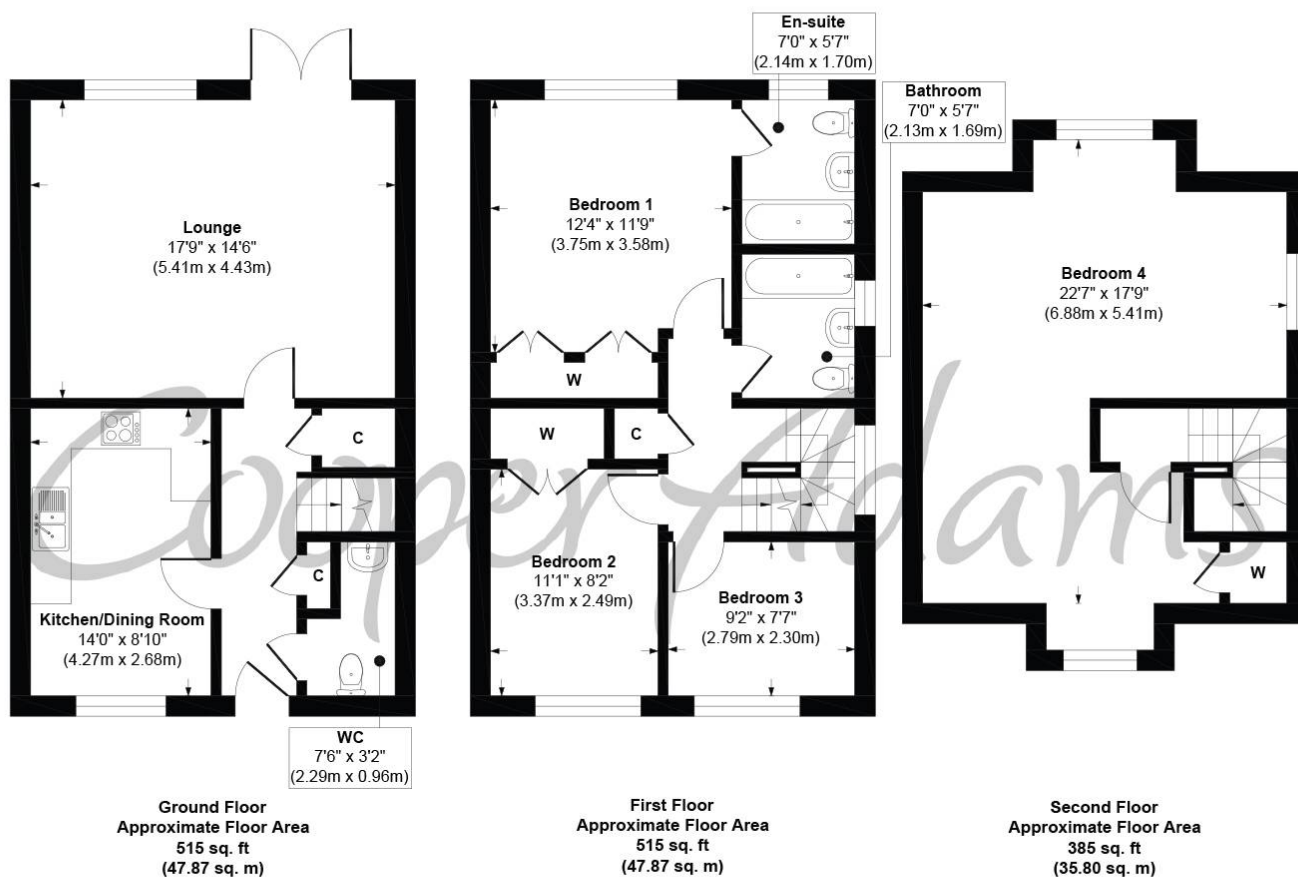 En-suite
7'0" x 5'7"
(2.14m x 1.70m)
Bathroom
7'0" x 5'7"
(2.13m x 1.69m)
Lounge
17'9" x 14'6"
(5.41m x 4.43m)
C
Kitchen/Dining Room
14'0" x 8'10"
(4.27m x 2.68m)
C
WC
7'6" x 3'2"
(2.29m x 0.96m)
Bedroom 1
12'4" x 11'9"
(3.75m x 3.58m)
W
W
C
Bedroom 2
11'1" x 8'2"
(3.37m x 2.49m)
Bedroom 3
9'2" x 7'7"
(2.79m x 2.30m)
Bedroom 4
22'7" x 17'9"
(6.88m x 5.41m)
W
Cooper Adams
Ground Floor
Approximate Floor Area
515 sq. ft
(47.87 sq. m)
First Floor
Approximate Floor Area
515 sq. ft
(47.87 sq. m)
Second Floor
Approximate Floor Area
385 sq. ft
(35.80 sq. m)